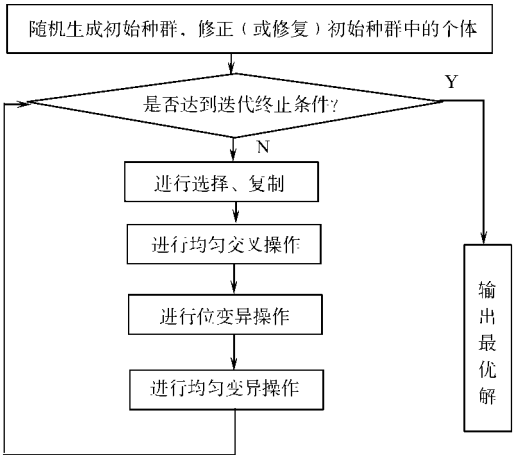 随机生成初始种群，修正（或修复）初始种群中的个体
是否达到迭代终止条件?
Y
N
进行选择、复制
进行均匀交叉操作
进行位变异操作
进行均匀变异操作
输出最优解